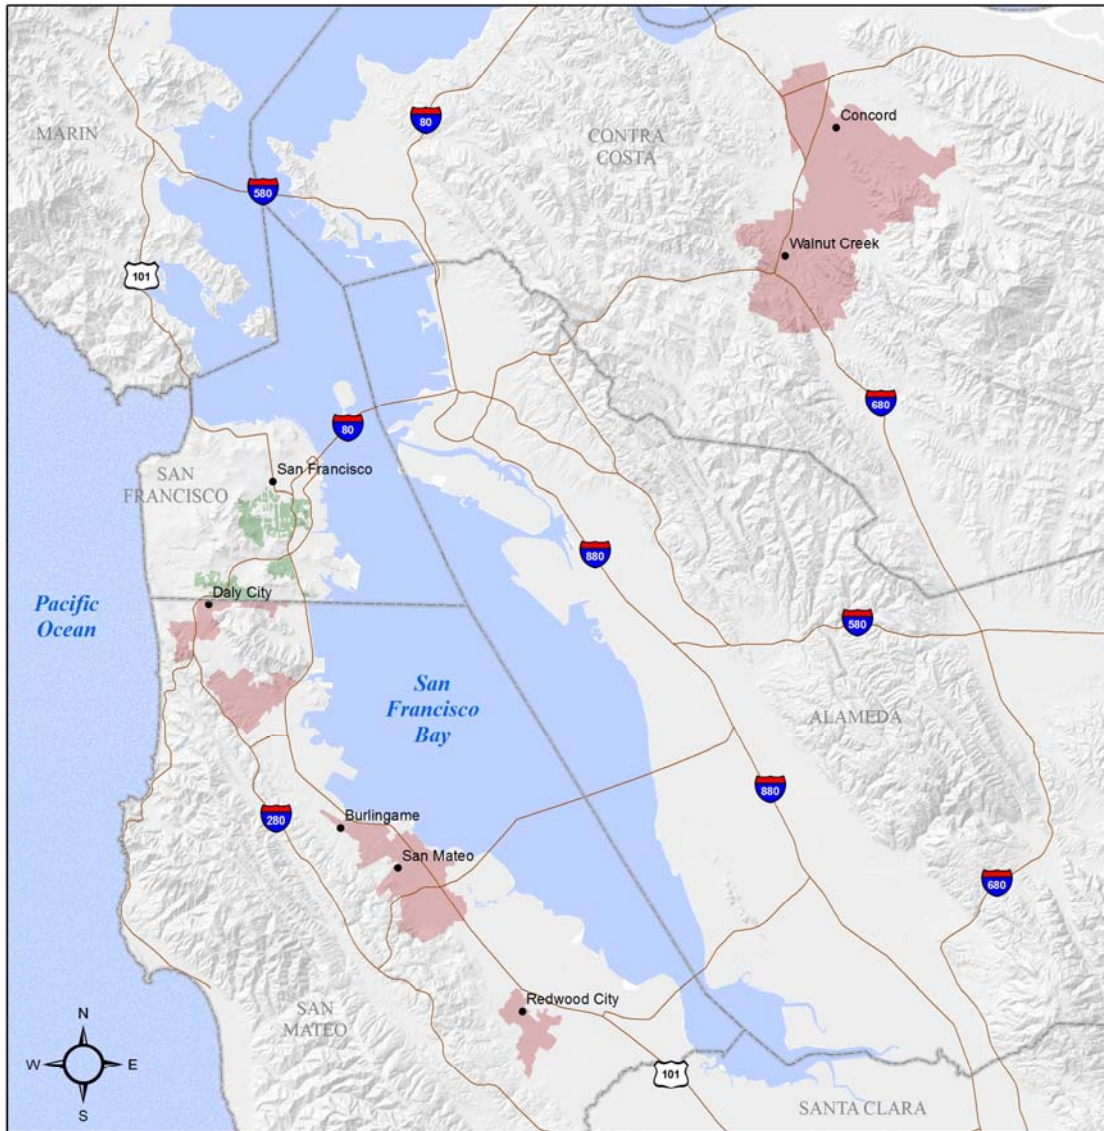 80
Concord
MARIN
CONTRA
COSTA
580
Walnut Creek
101
680
80
San Francisco
SAN
FRANCISCO
880
Daly City
Pacific
Ocean
580
San
Francisco
Bay
ALAMEDA
880
280
Burlingame
San Mateo
680
Redwood City
SAN
MATEO
N
W
E
S
101
SANTA CLARA